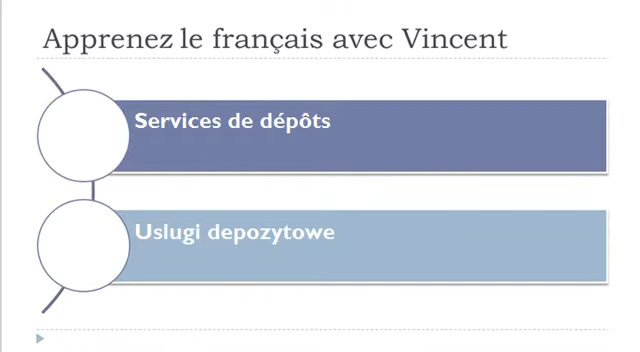 Apprenez le français avec Vincent
Services de dépôts
Uslugi depozytowe